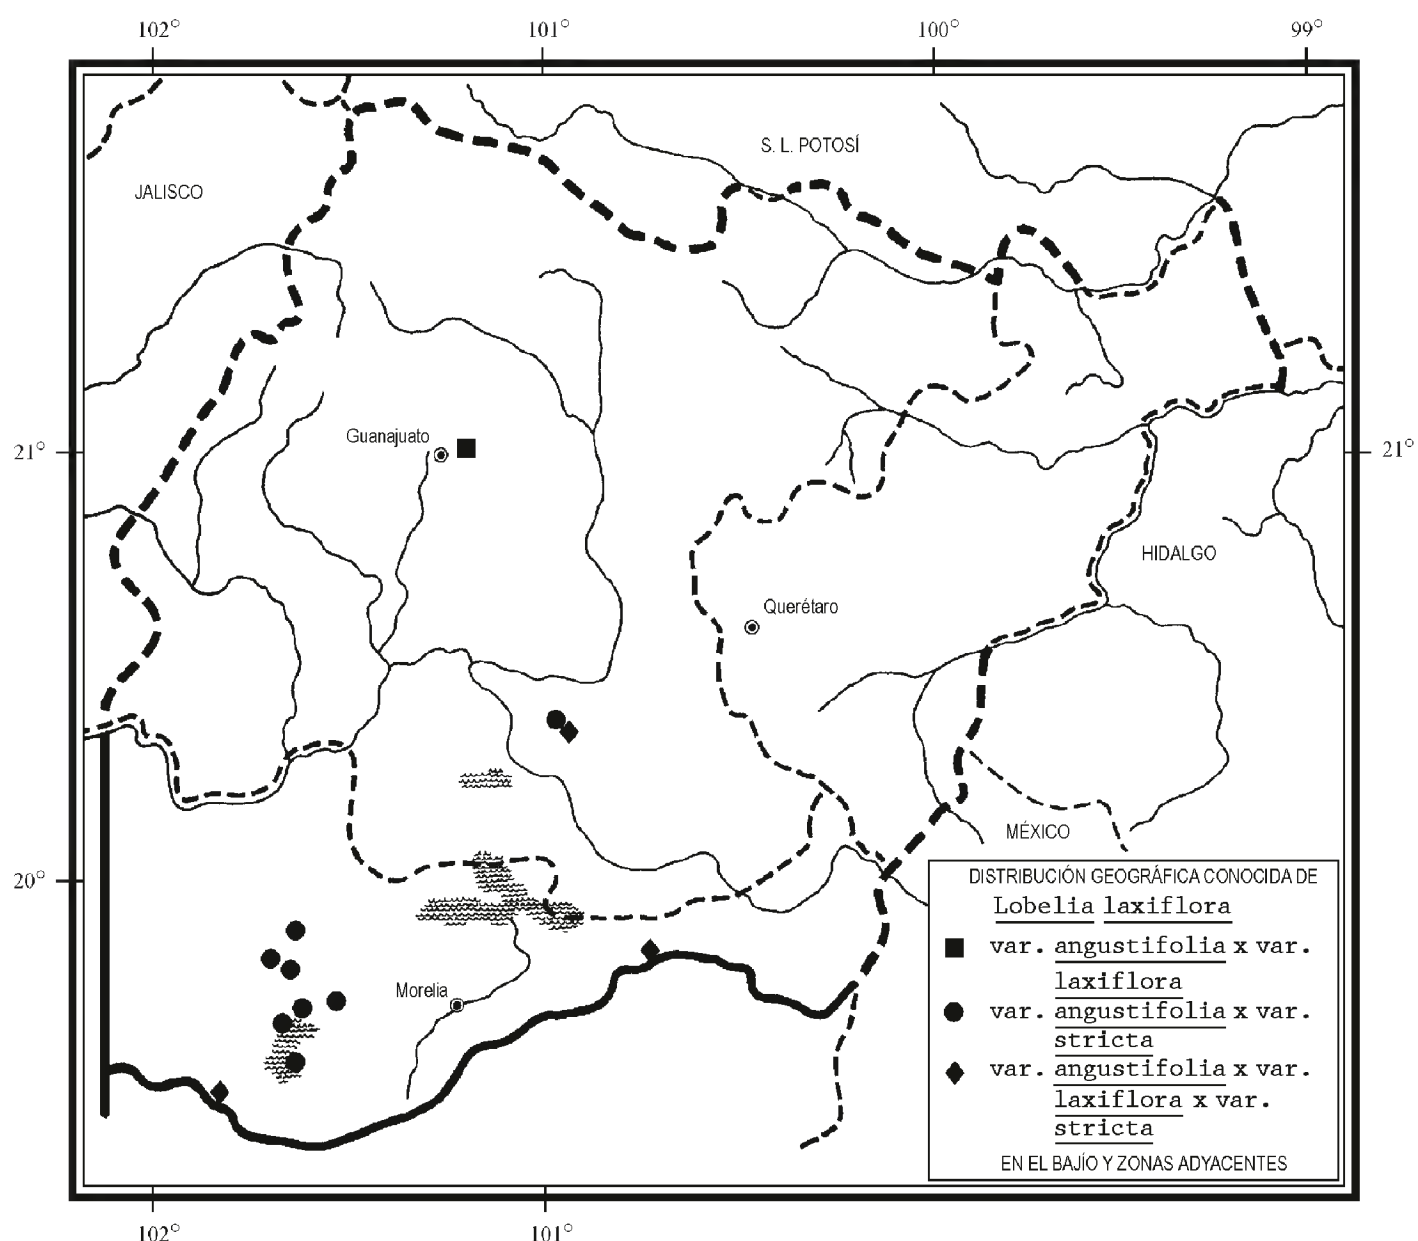 102° 101° 100° 99°
S. L. POTOSÍ
JALISCO
Guanajuato
21° 21°
HIDALGO
Querétaro
MÉXICO
20°
Morelia
DISTRIBUCIÓN GEOGRÁFICA CONOCIDA DE
Lobelia laxiflora
var. angustifolia x var.
laxiflora
var. angustifolia x var.
stricta
var. angustifolia x var.
laxiflora x var.
stricta
EN EL BAJÍO Y ZONAS ADYACENTES
102° 101°